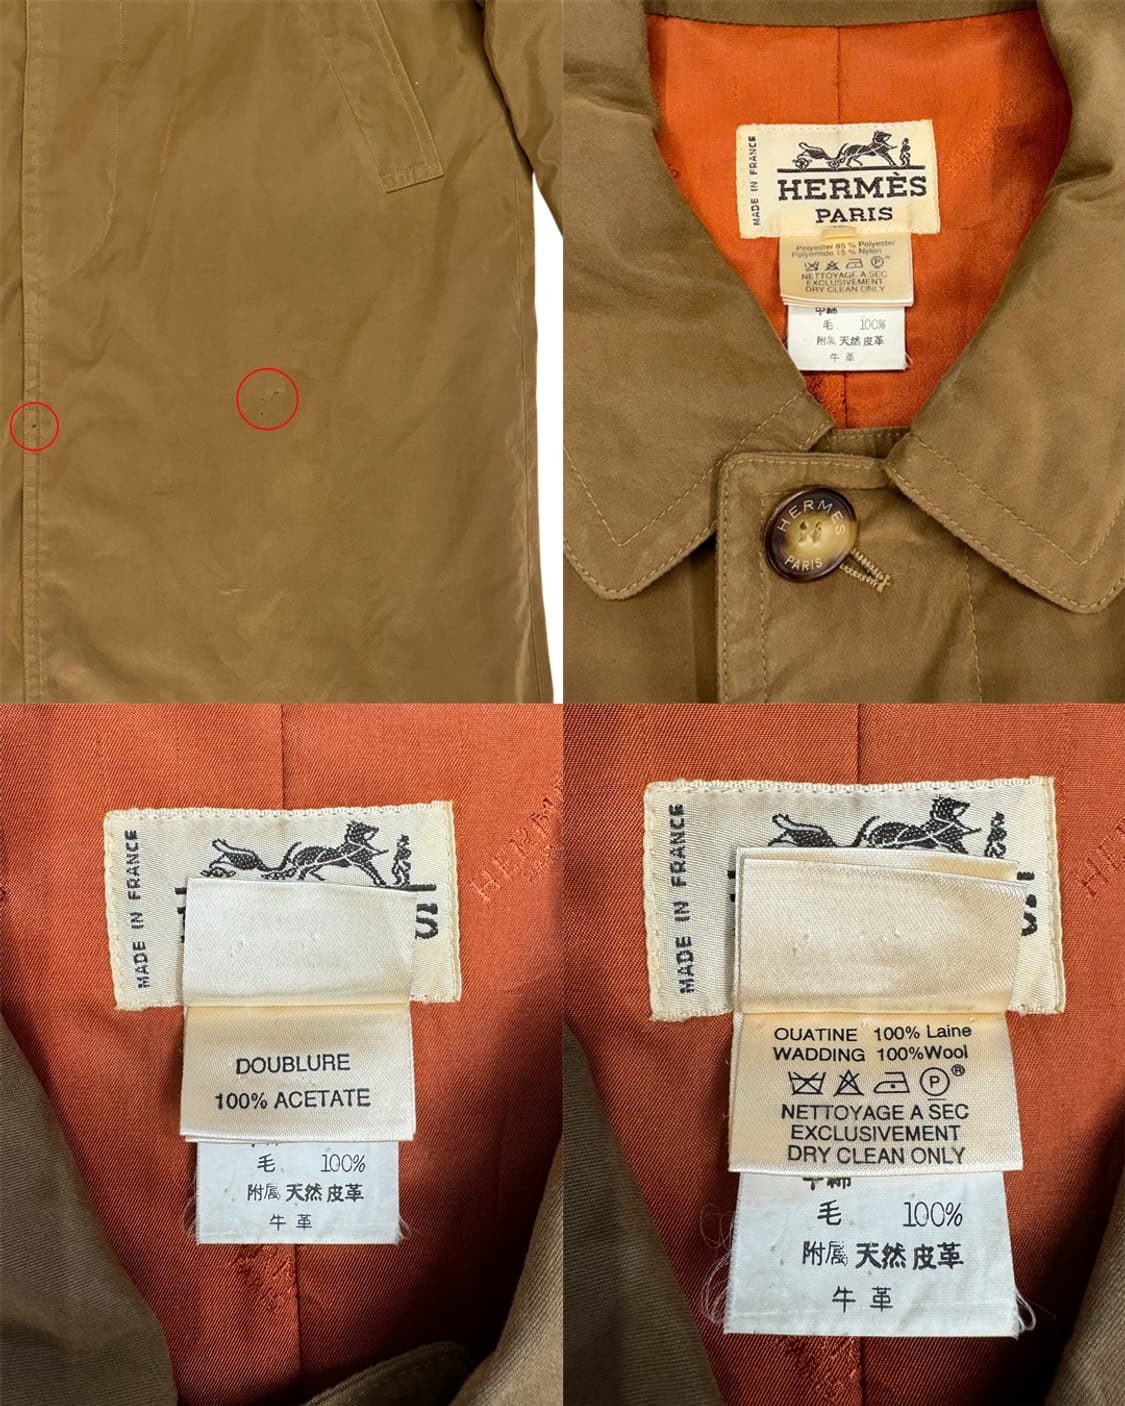 MADE IN FRANCE
HERMÈS
PARIS
Polyester 85 % Polyester
Polyamide 15 % Nylon
P
NETTOYAGE A SEC
EXCLUSIVEMENT
DRY CLEAN ONLY
中綿
毛 100%
附属 天然皮革
牛革
HERMES
PARIS
MADE IN FRANCE
S
HERM
DOUBLURE
100% ACETATE
毛 100%
附属 天然皮革
牛革
MADE IN FRANCE
S
HE
OUATINE 100% Laine
WADDING 100%Wool
P ®
NETTOYAGE A SEC
EXCLUSIVEMENT
DRY CLEAN ONLY
中綿
毛 100%
附属 天然皮革
牛革